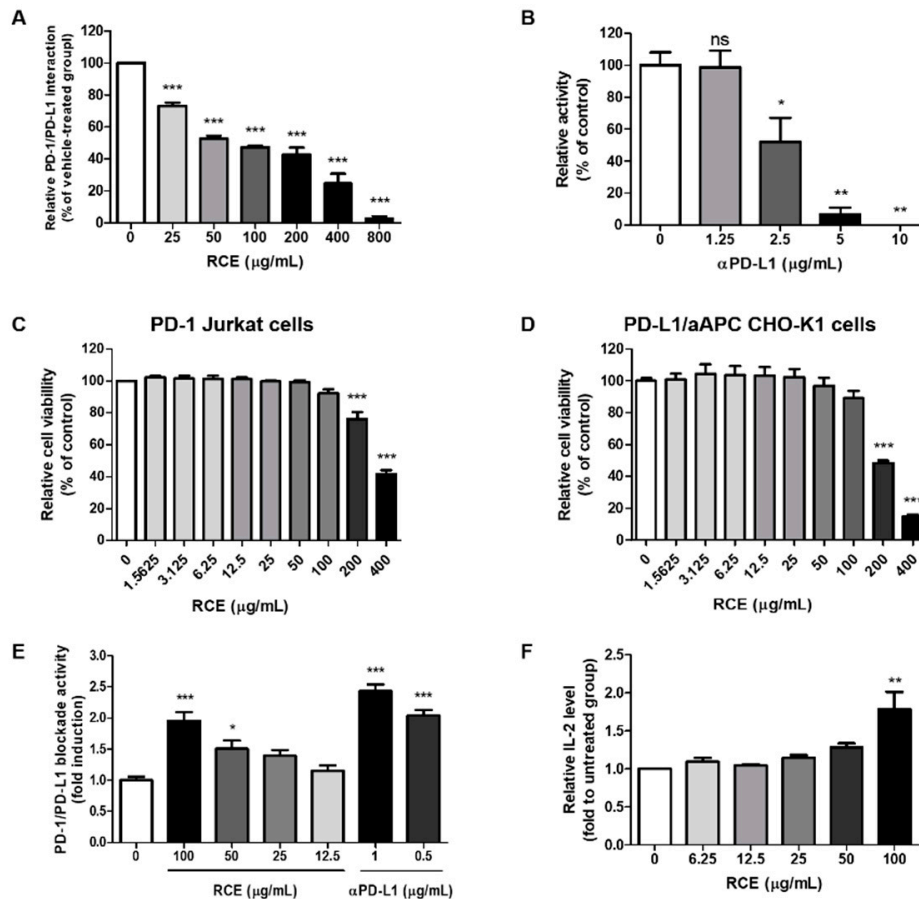 A
Relative PD-1/PD-L1 interaction
(% of vehicle-treated groupl)
120
100
80
60
40
20
0
***
***
***
***
***
***
0 25 50 100 200 400 800
RCE (μg/mL)
B
Relative activity
(% of control)
120
100
80
60
40
20
0
ns
*
**
**
0 1.25 2.5 5 10
αPD-L1 (μg/mL)
C
PD-1 Jurkat cells
Relative cell viabillity
(% of control)
120
100
80
60
40
20
0
***
***
0 1.5625 3.125 6.25 12.5 25 50 100 200 400
RCE (μg/mL)
D
PD-L1/aAPC CHO-K1 cells
Relative cell viabillity
(% of control)
120
100
80
60
40
20
0
***
***
0 1.5625 3.125 6.25 12.5 25 50 100 200 400
RCE (μg/mL)
E
PD-1/PD-L1 blockade activity
(fold induction)
3.0
2.5
2.0
1.5
1.0
0.5
0.0
***
*
***
***
0 100 50 25 12.5 1 0.5
RCE (μg/mL) αPD-L1 (μg/mL)
F
Relative IL-2 level
(fold to untreated group)
2.5
2.0
1.5
1.0
0.5
0.0
**
0 6.25 12.5 25 50 100
RCE (μg/mL)